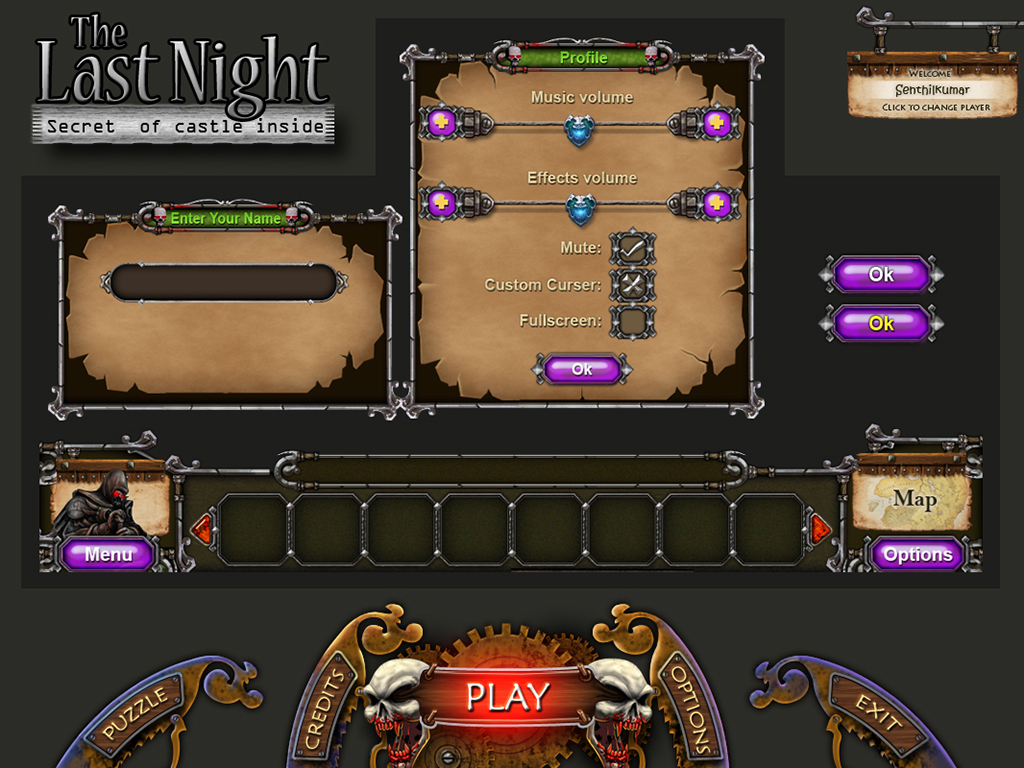 The
Last Night
Secret of castle inside
Profile
Music volume
Effects volume
Mute:
Custom Curser:
Fullscreen:
Ok
Welcome
Senthilkumar
Click to change player
Enter Your Name
Ok
Ok
Menu
Map
Options
PUZZLE
CREDITS
PLAY
OPTIONS
EXIT